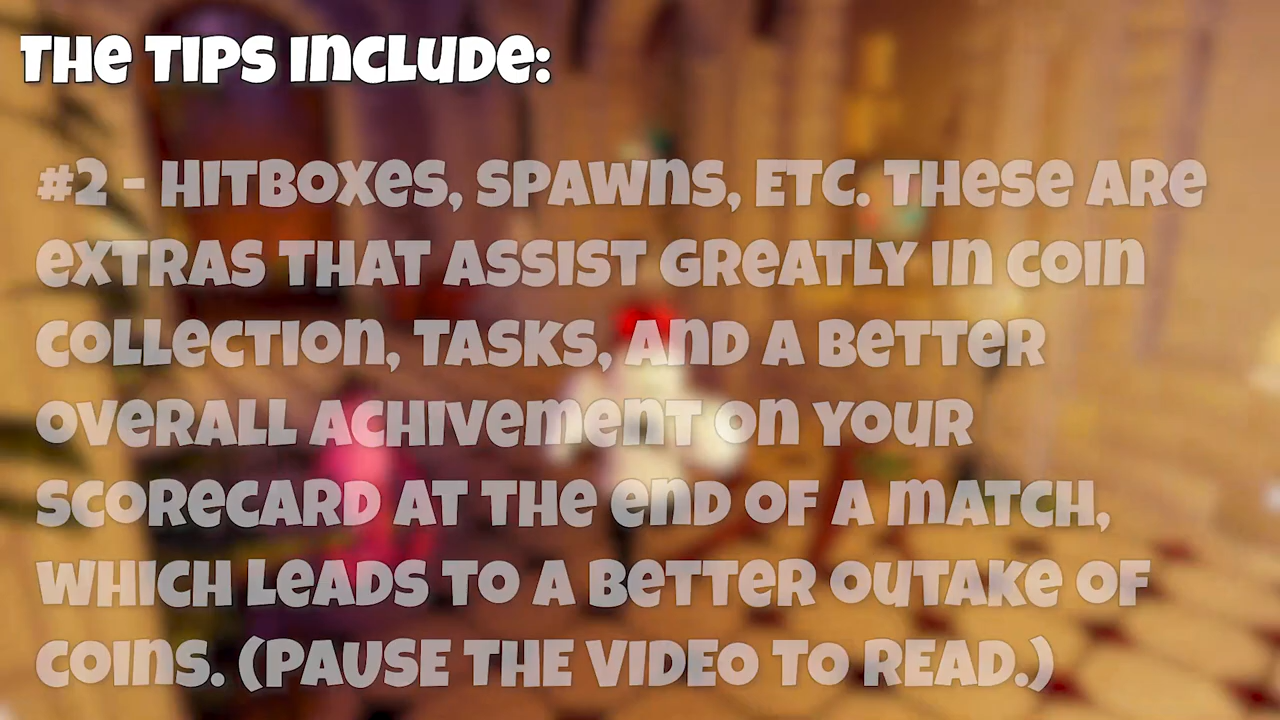 The Tips Include:
#2 - Hitboxes, spawns, etc. These are
extras that assist greatly in coin
collection, tasks, and a better
overall achivement on your
scorecard at the end of a match,
which leads to a better outake of
coins. (Pause the video to read.)